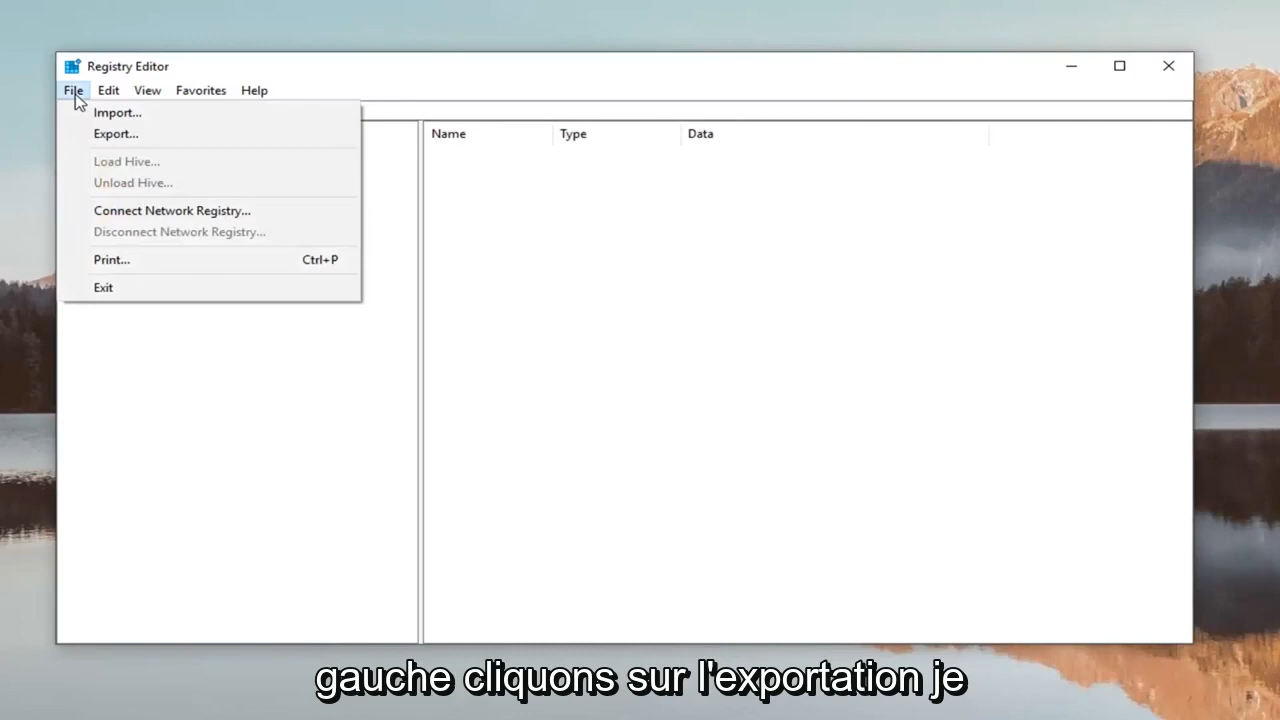 Registry Editor
File Edit View Favorites Help
Import...
Export...
Name Type Data
Load Hive...
Unload Hive...
Connect Network Registry...
Disconnect Network Registry...
Print... Ctrl+P
Exit
gauche cliquons sur l'exportation je